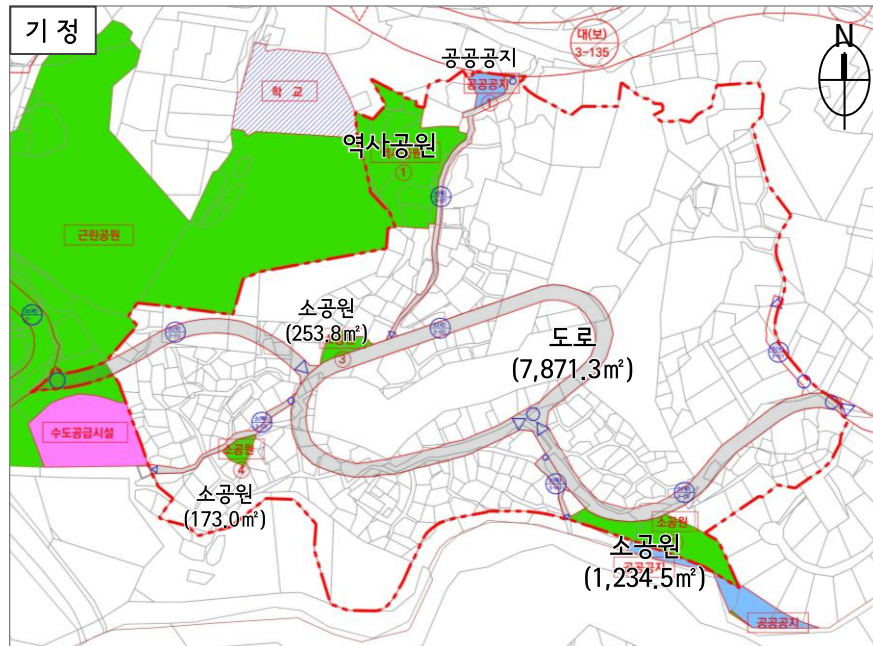 기 정
N
대(보)
3-135
공공공지
공공공지
1
학 교
역사공원
1
근린공원
소공원
(253.8㎡)
3
도로
(7,871.3㎡)
수도공급시설
소공원
4
소공원
(173.0㎡)
소공원
소공원
(1,234.5㎡)
공공공지
공공공지